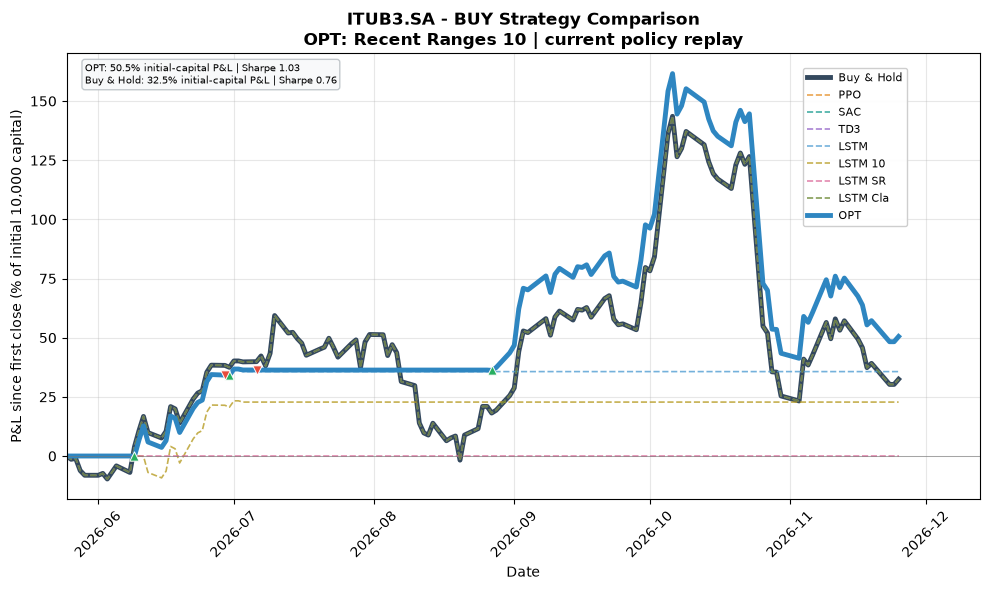 ITUB3.SA - BUY Strategy Comparison
OPT: Recent Ranges 10 | current policy replay
OPT: 50.5% initial-capital P&L | Sharpe 1.03
Buy & Hold: 32.5% initial-capital P&L | Sharpe 0.76
Buy & Hold
PPO
SAC
TD3
LSTM
LSTM 10
LSTM SR
LSTM Cla
OPT
P&L since first close (% of initial 10,000 capital)
150
125
100
75
50
25
0
2026-06
2026-07
2026-08
2026-09
2026-10
2026-11
2026-12
Date